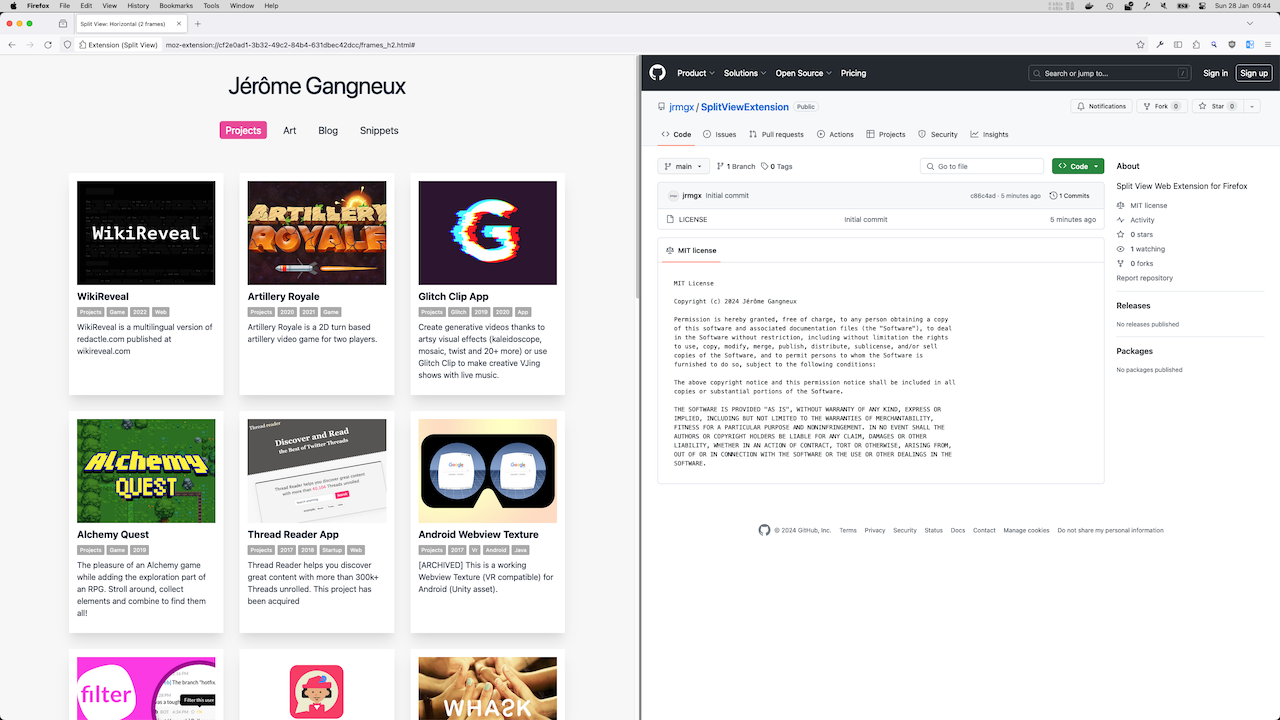 Firefox File Edit View History Bookmarks Tools Window Help
Sun 28 Jan 09:44
Split View: Horizontal (2 frames)
Extension (Split View) moz-extension://cf2e0ad1-3b32-49c2-84b4-631dbec42dcc/frames_h2.html#
Jérôme Gangneux
Projects Art Blog Snippets
WikiReveal
WikiReveal
Projects Game 2022 Web
WikiReveal is a multilingual version of
redactle.com published at
wikireveal.com
ARTILLERY
ROYALE
Artillery Royale
Projects 2020 2021 Game
Artillery Royale is a 2D turn based
artillery video game for two players.
G
Glitch Clip App
Projects Glitch 2019 2020 App
Create generative videos thanks to
artsy visual effects (kaleidoscope,
mosaic, twist and 20+ more) or use
Glitch Clip to make creative VJing
shows with live music.
Alchemy
QUEST
Alchemy Quest
Projects Game 2019
The pleasure of an Alchemy game
while adding the exploration part of
an RPG. Stroll around, collect
elements and combine to find them
all!
Thread reader
Discover and Read
the Best of Twitter Threads
Thread Reader helps you discover great content
with more than
Threads unrolled
Thread Reader App
Projects 2017 2018 Startup Web
Thread Reader helps you discover
great content with more than 300k+
Threads unrolled. This project has
been acquired
Google Google
Android Webview Texture
Projects 2017 Vr Android Java
[ARCHIVED] This is a working
Webview Texture (VR compatible) for
Android (Unity asset).
filter
The branch "hotfix
was a tough
Filter this user
WHASK
Product Solutions Open Source Pricing
Search or jump to... /
Sign in Sign up
jrmgx / SplitViewExtension Public
Notifications Fork 0 Star 0
Code Issues Pull requests Actions Projects Security Insights
main 1 Branch 0 Tags
Go to file
Code
jrmgx Initial commit c86c4ad · 5 minutes ago 1 Commits
LICENSE Initial commit 5 minutes ago
MIT license
MIT License
Copyright (c) 2024 Jérôme Gangneux
Permission is hereby granted, free of charge, to any person obtaining a copy
of this software and associated documentation files (the "Software"), to deal
in the Software without restriction, including without limitation the rights
to use, copy, modify, merge, publish, distribute, sublicense, and/or sell
copies of the Software, and to permit persons to whom the Software is
furnished to do so, subject to the following conditions:
The above copyright notice and this permission notice shall be included in all
copies or substantial portions of the Software.
THE SOFTWARE IS PROVIDED "AS IS", WITHOUT WARRANTY OF ANY KIND, EXPRESS OR
IMPLIED, INCLUDING BUT NOT LIMITED TO THE WARRANTIES OF MERCHANTABILITY,
FITNESS FOR A PARTICULAR PURPOSE AND NONINFRINGEMENT. IN NO EVENT SHALL THE
AUTHORS OR COPYRIGHT HOLDERS BE LIABLE FOR ANY CLAIM, DAMAGES OR OTHER
LIABILITY, WHETHER IN AN ACTION OF CONTRACT, TORT OR OTHERWISE, ARISING FROM,
OUT OF OR IN CONNECTION WITH THE SOFTWARE OR THE USE OR OTHER DEALINGS IN THE
SOFTWARE.
About
Split View Web Extension for Firefox
MIT license
Activity
0 stars
1 watching
0 forks
Report repository
Releases
No releases published
Packages
No packages published
© 2024 GitHub, Inc. Terms Privacy Security Status Docs Contact Manage cookies Do not share my personal information